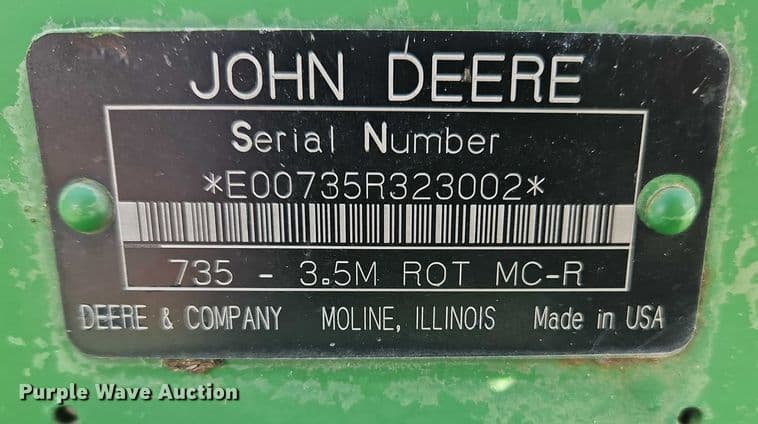 JOHN DEERE
Serial Number
*E00735R323002*
735 - 3.5M ROT MC-R
DEERE & COMPANY MOLINE, ILLINOIS Made in USA
Purple Wave Auction